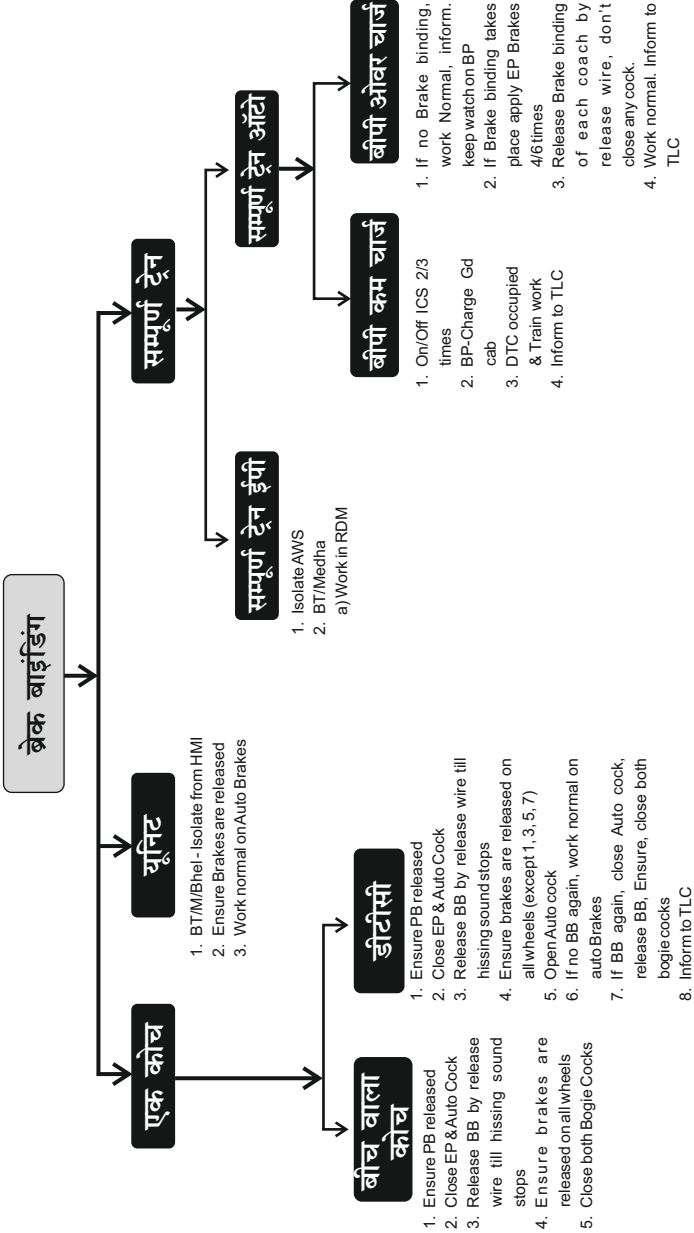 ब्रेक बाइंडिंग
एक कोच
यूनिट
1. BT/M/Bhel - Isolate from HMI
2. Ensure Brakes are released
3. Work normal on Auto Brakes
सम्पूर्ण ट्रेन
बीच वाला
कोच
1. Ensure PB released
2. Close EP & Auto Cock
3. Release BB by release
wire till hissing sound
stops
4. Ensure brakes are
released on all wheels
5. Close both Bogie Cocks
डीटीसी
1. Ensure PB released
2. Close EP & Auto Cock
3. Release BB by release wire till
hissing sound stops
4. Ensure brakes are released on
all wheels (except 1, 3, 5, 7)
5. Open Auto cock
6. If no BB again, work normal on
auto Brakes
7. If BB again, close Auto cock,
release BB, Ensure, close both
bogie cocks
8. Inform to TLC
सम्पूर्ण ट्रेन ईपी
1. Isolate AWS
2. BT/Medha
a) Work in RDM
सम्पूर्ण ट्रेन ऑटो
बीपी कम चार्ज
1. On/Off ICS 2/3
times
2. BP-Charge Gd
cab
3. DTC occupied
& Train work
4. Inform to TLC
बीपी ओवर चार्ज
1. If no Brake binding,
work Normal, inform.
keep watch on BP
2. If Brake binding takes
place apply EP Brakes
4/6 times
3. Release Brake binding
of each coach by
release wire, don't
close any cock.
4. Work normal. Inform to
TLC